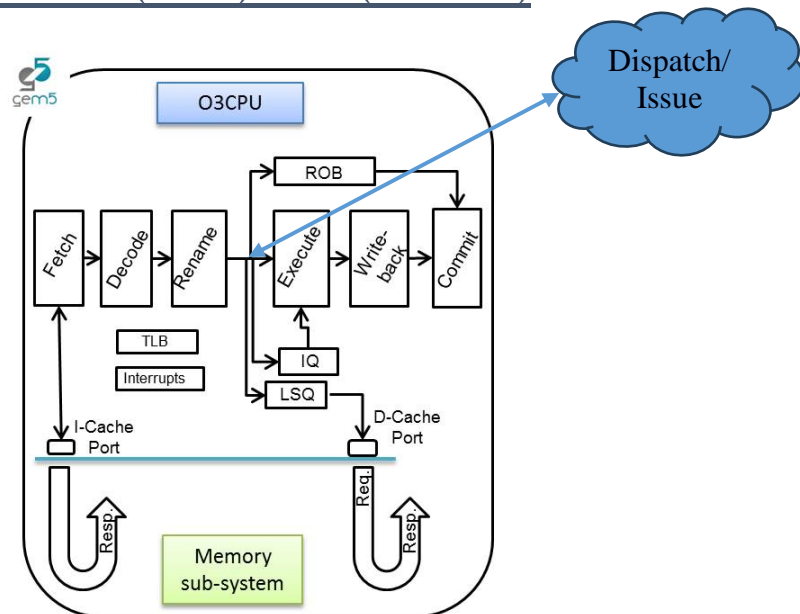 gem5
O3CPU
Dispatch/
Issue
ROB
Fetch
Decode
Rename
Execute
Write-
back
Commit
TLB
IQ
Interrupts
LSQ
I-Cache
Port
D-Cache
Port
Req.
Resp.
Resp.
Memory
sub-system